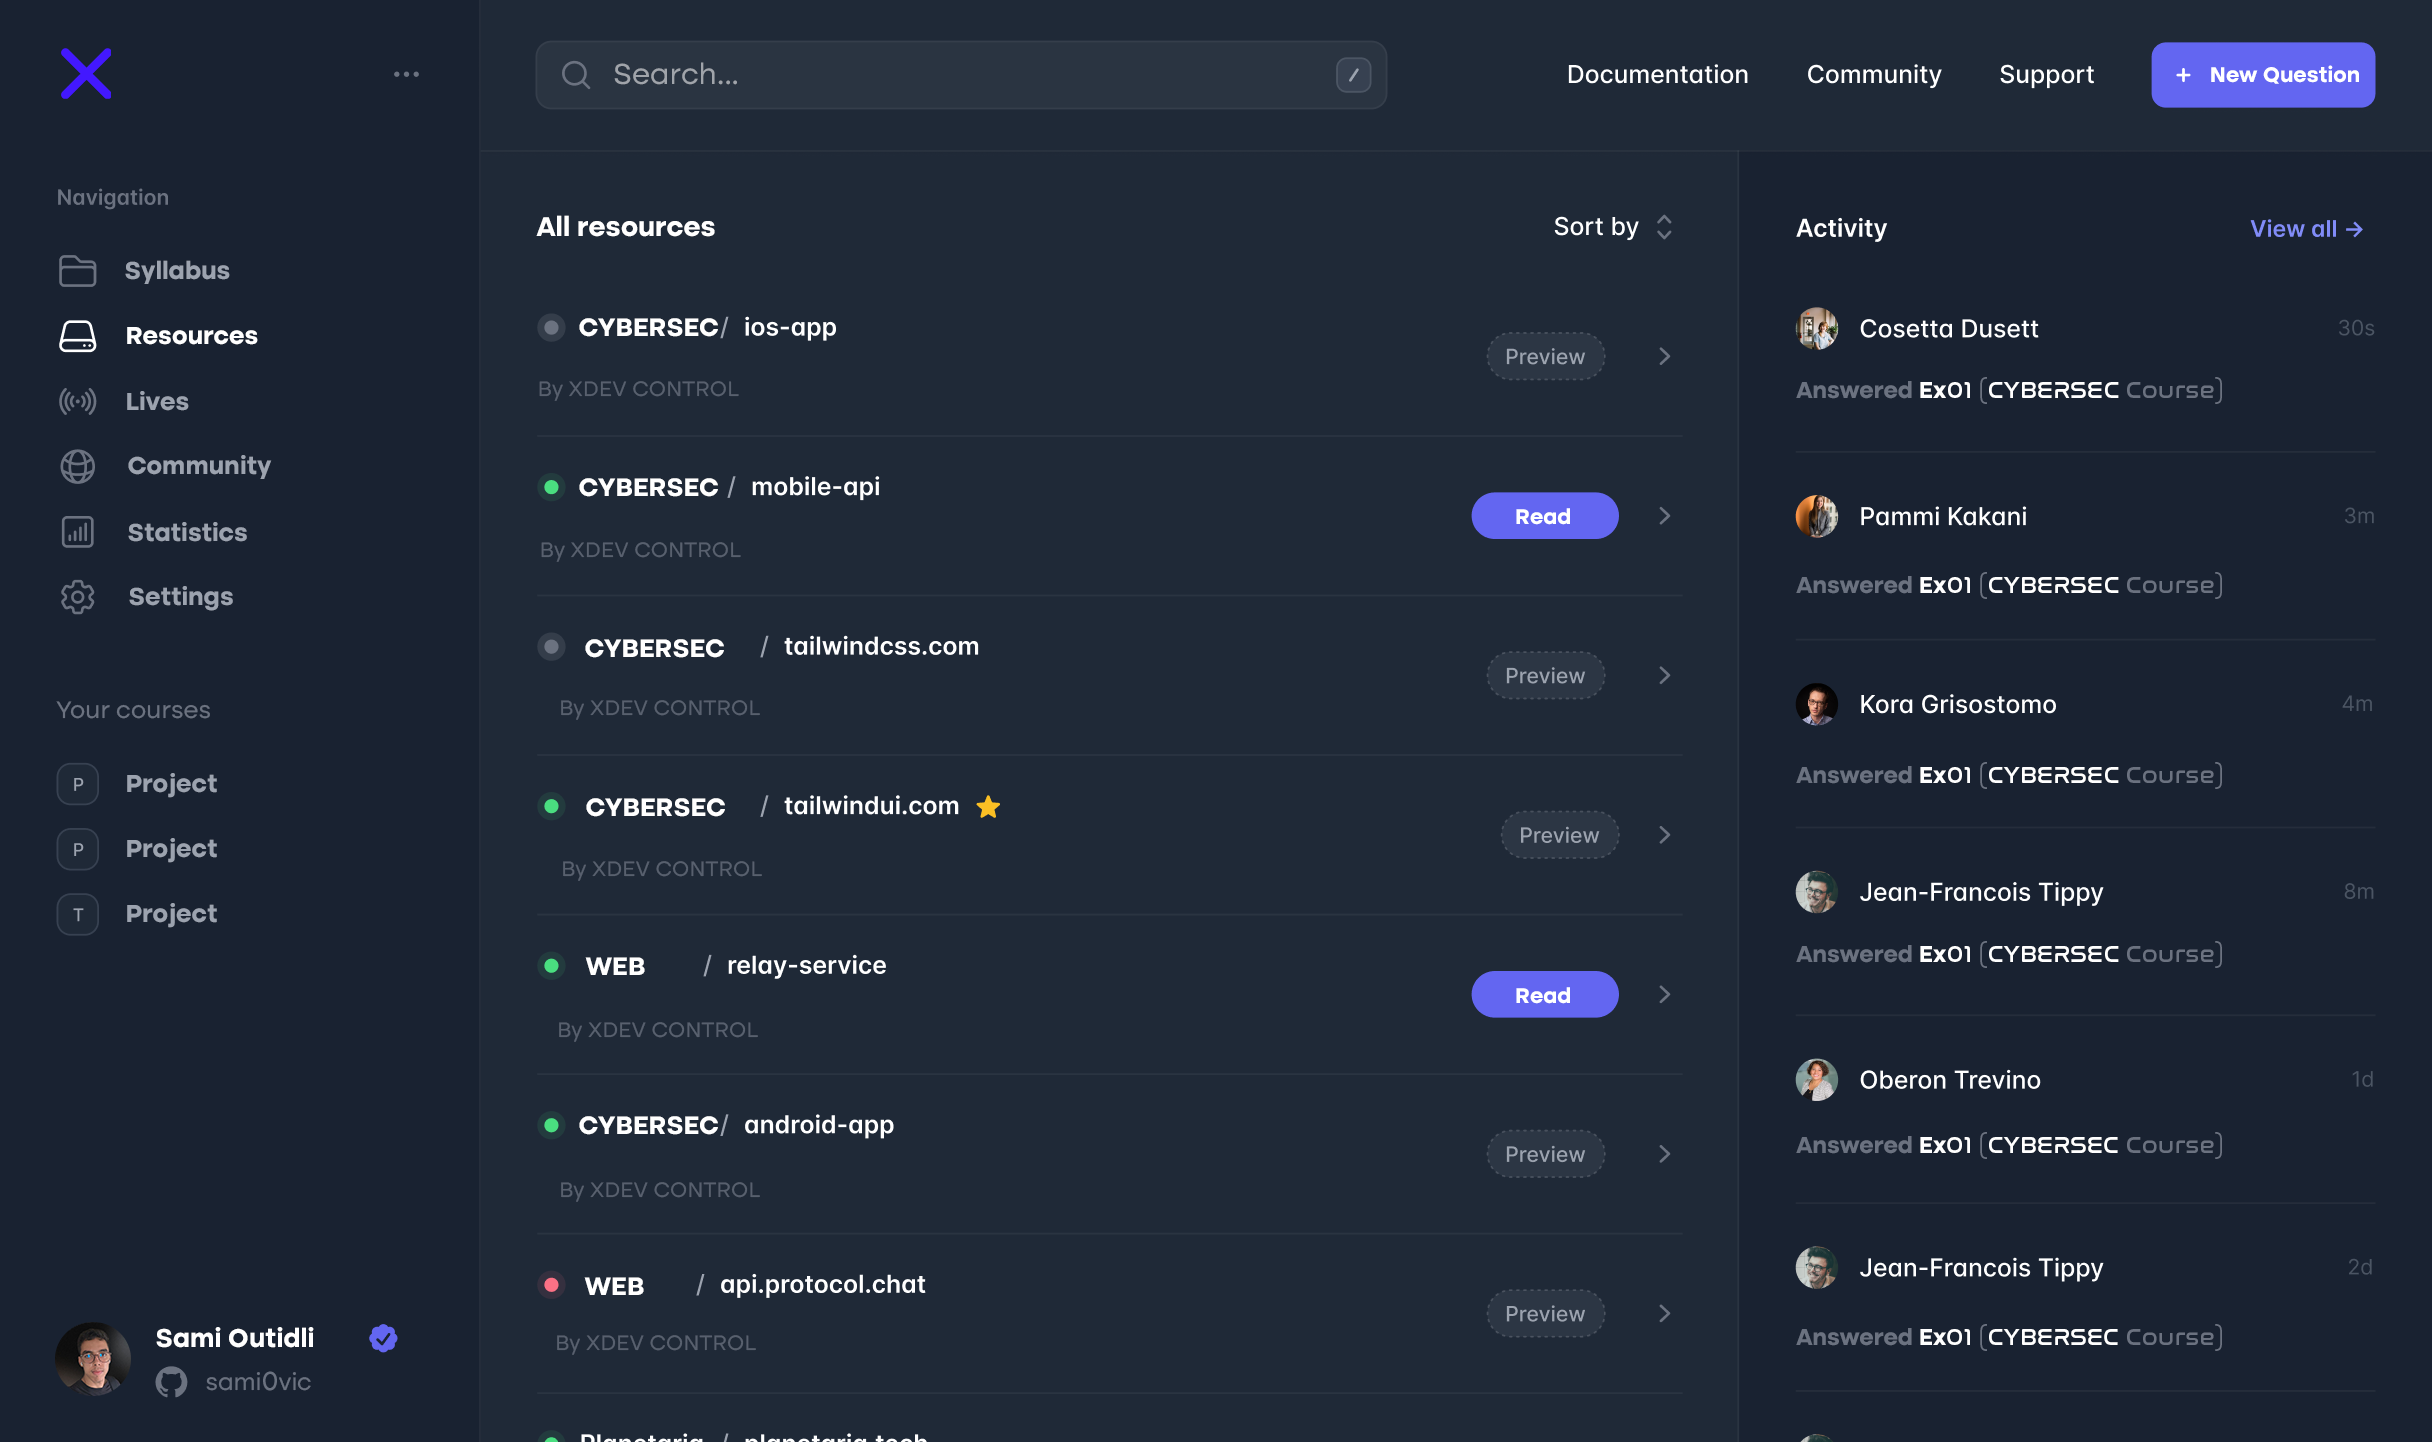 Navigation
Syllabus
Resources
Lives
Community
Statistics
Settings
Your courses
P Project
P Project
T Project
Sami Outidli
sami0vic
Search... /
Documentation Community Support + New Question
All resources Sort by
CYBERSEC/ ios-app
Preview
By XDEV CONTROL
CYBERSEC / mobile-api
Read
By XDEV CONTROL
CYBERSEC / tailwindcss.com
Preview
By XDEV CONTROL
CYBERSEC / tailwindui.com
Preview
By XDEV CONTROL
WEB / relay-service
Read
By XDEV CONTROL
CYBERSEC/ android-app
Preview
By XDEV CONTROL
WEB / api.protocol.chat
Preview
By XDEV CONTROL
Planetaria / planetaria.tech
Activity View all →
Cosetta Dusett 30s
Answered Ex01 (CYBERSEC Course)
Pammi Kakani 3m
Answered Ex01 (CYBERSEC Course)
Kora Grisostomo 4m
Answered Ex01 (CYBERSEC Course)
Jean-Francois Tippy 8m
Answered Ex01 (CYBERSEC Course)
Oberon Trevino 1d
Answered Ex01 (CYBERSEC Course)
Jean-Francois Tippy 2d
Answered Ex01 (CYBERSEC Course)